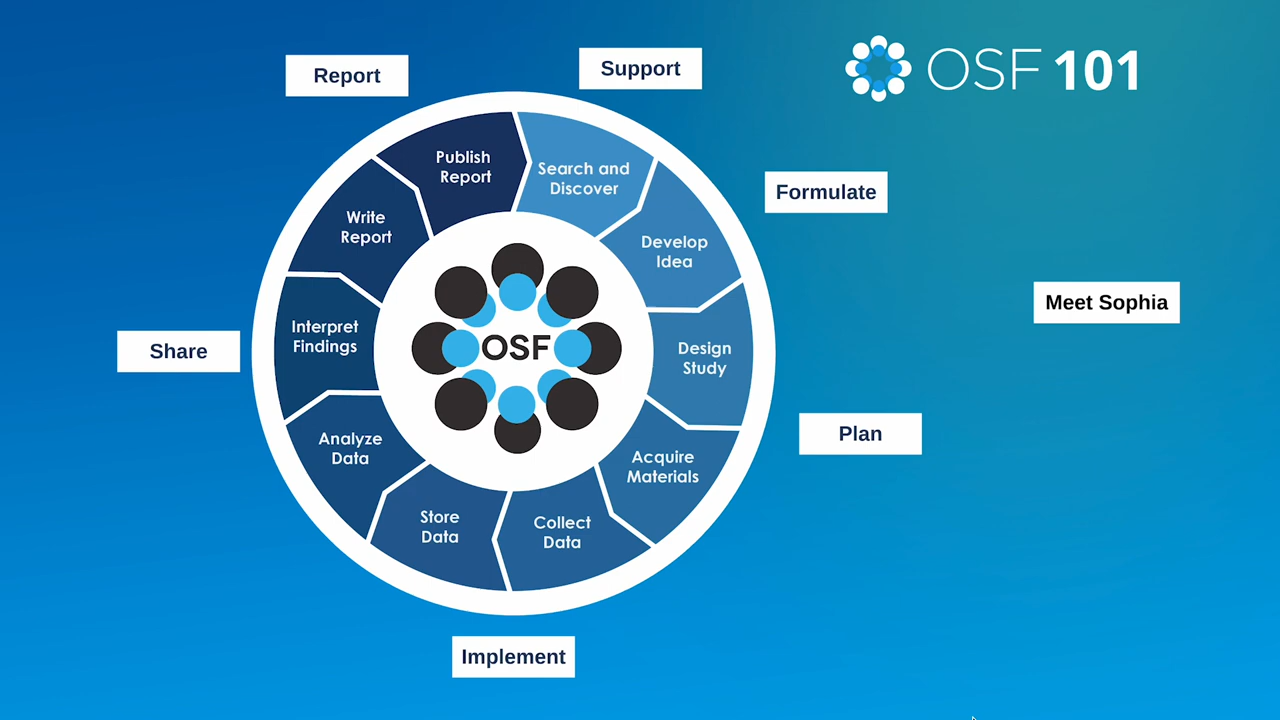 OSF 101
Report
Support
Formulate
Meet Sophia
Plan
Implement
Share
Search and
Discover
Develop
Idea
Design
Study
Acquire
Materials
Collect
Data
Store
Data
Analyze
Data
Interpret
Findings
Write
Report
Publish
Report
OSF